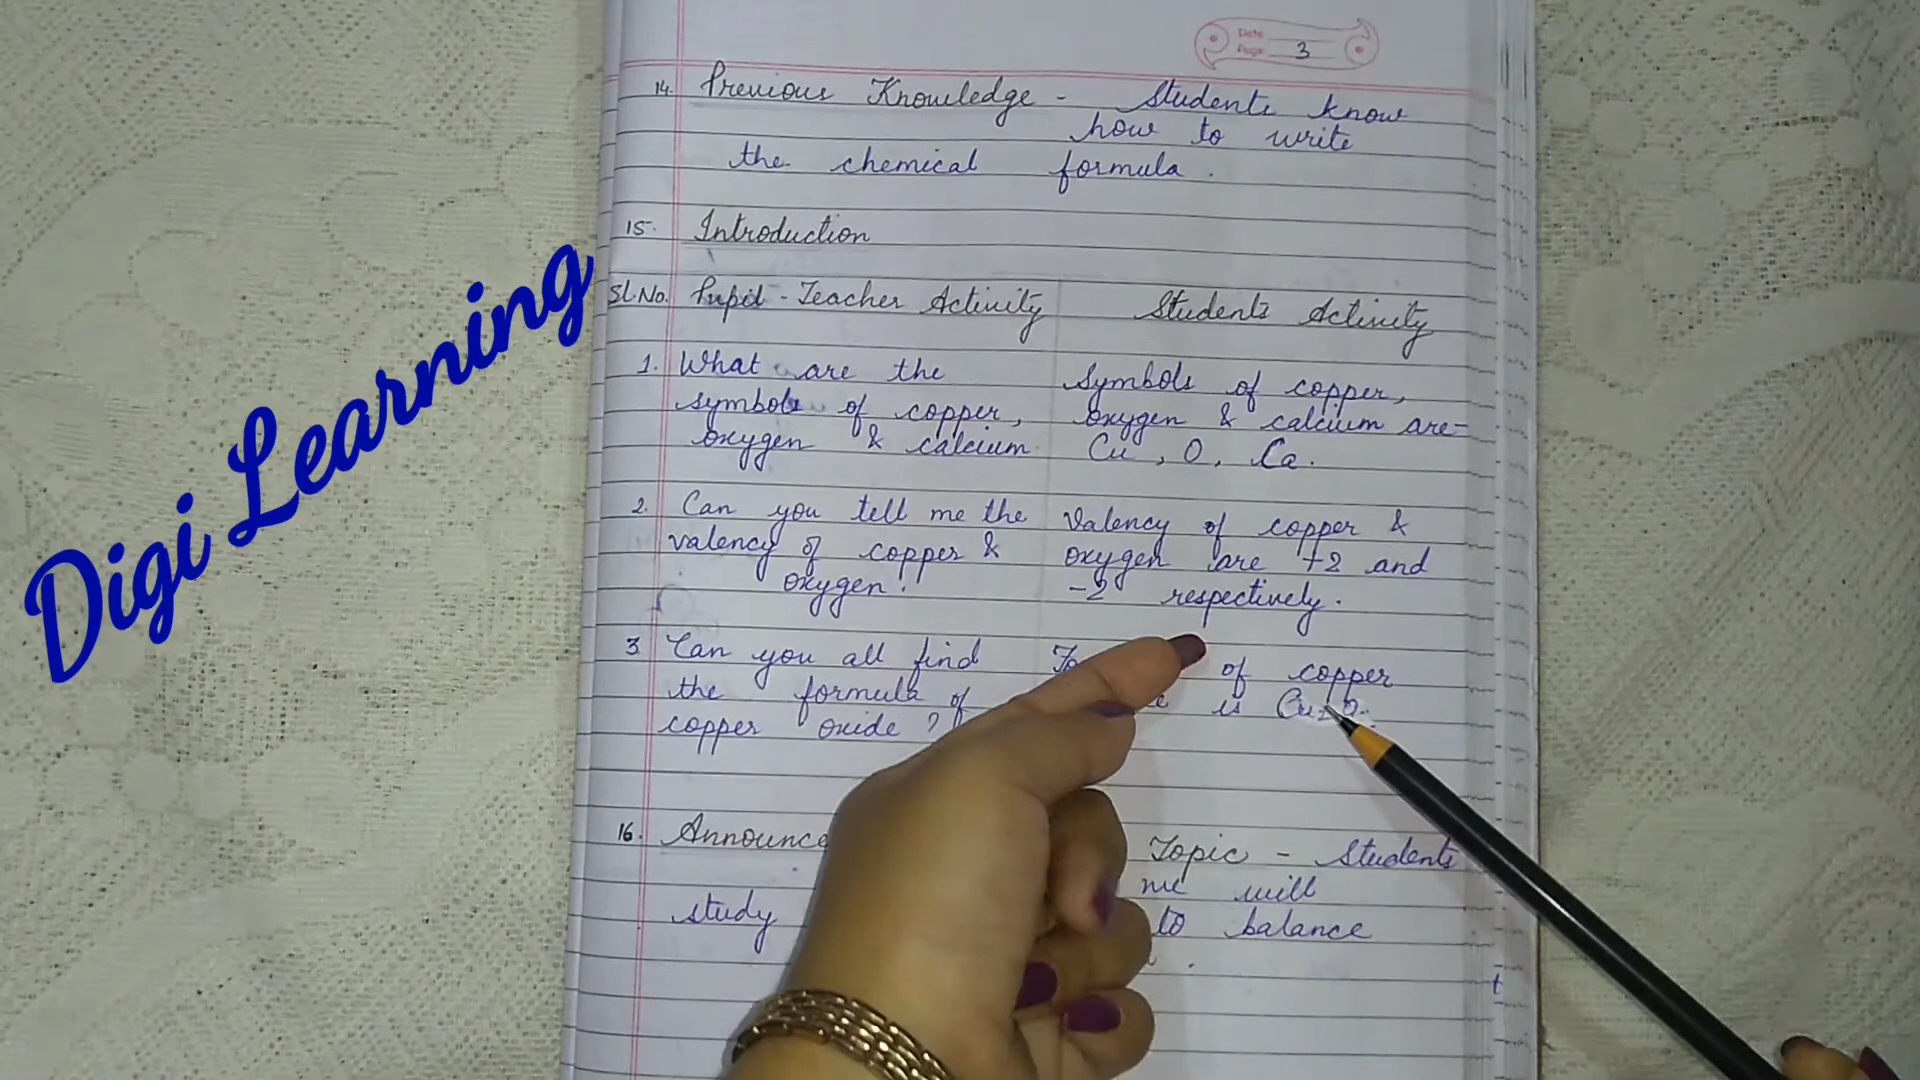 Date
Page 3
14. Previous Knowledge - Students know
how to write
the chemical formula.
15. Introduction
Sl.No. Pupil-Teacher Activity Students Activity
1. What are the
symbols of copper,
oxygen & calcium.
Symbols of copper,
oxygen & calcium are-
Cu, O, Ca.
2. Can you tell me the
valency of copper &
oxygen.
Valency of copper &
oxygen are +2 and
-2 respectively.
3. Can you all find
the formula of
copper oxide?
of copper
is
16. Announce Topic - Students
will
study to balance
Digi Learning